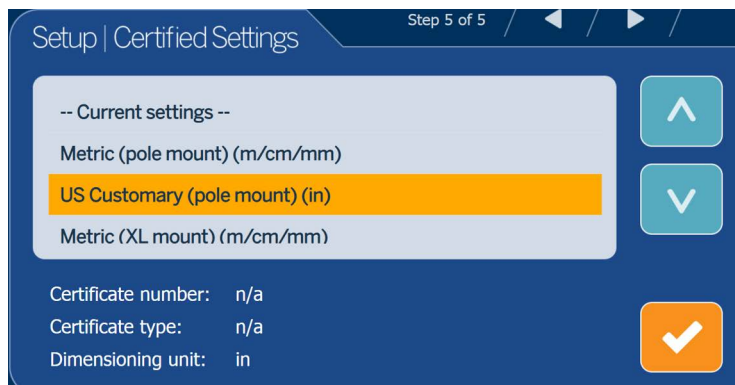 Setup | Certified Settings
Step 5 of 5
-- Current settings --
Metric (pole mount) (m/cm/mm)
US Customary (pole mount) (in)
Metric (XL mount) (m/cm/mm)
Certificate number: n/a
Certificate type: n/a
Dimensioning unit: in